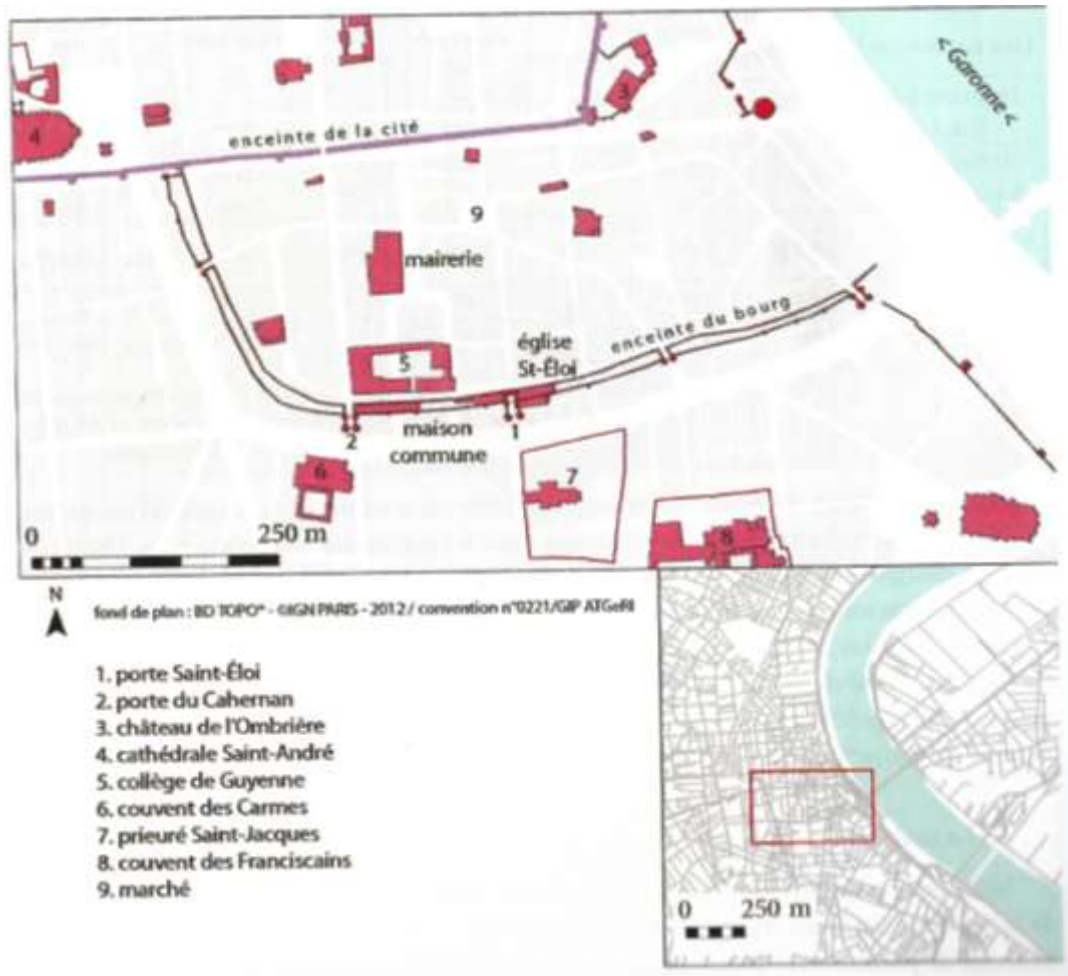 < Garonne <
3
4
enceinte de la cité
9
mairerie
enceinte du bourg
église
St-Éloi
5
2
maison
commune
1
6
7
8
0 250 m
N
fond de plan : BD TOPO® - ©IGN PARIS - 2012 / convention n°0221/GIP ATGeRI
1. porte Saint-Éloi
2. porte du Cahernan
3. château de l'Ombrière
4. cathédrale Saint-André
5. collège de Guyenne
6. couvent des Carmes
7. prieuré Saint-Jacques
8. couvent des Franciscains
9. marché
0 250 m